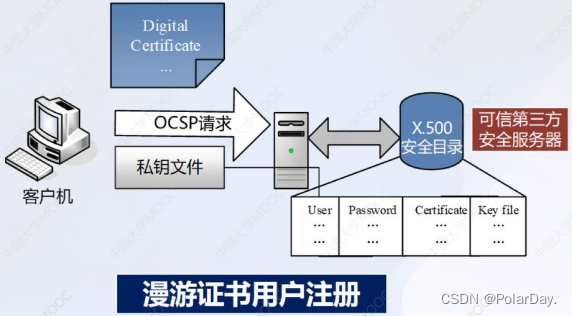 Digital
Certificate
...
OCSP请求
私钥文件
客户机
X.500
安全目录
可信第三方
安全服务器
User Password Certificate Key file
... ... ... ...
... ... ... ...
漫游证书用户注册
CSDN @PolarDay.
中国大学MOOC